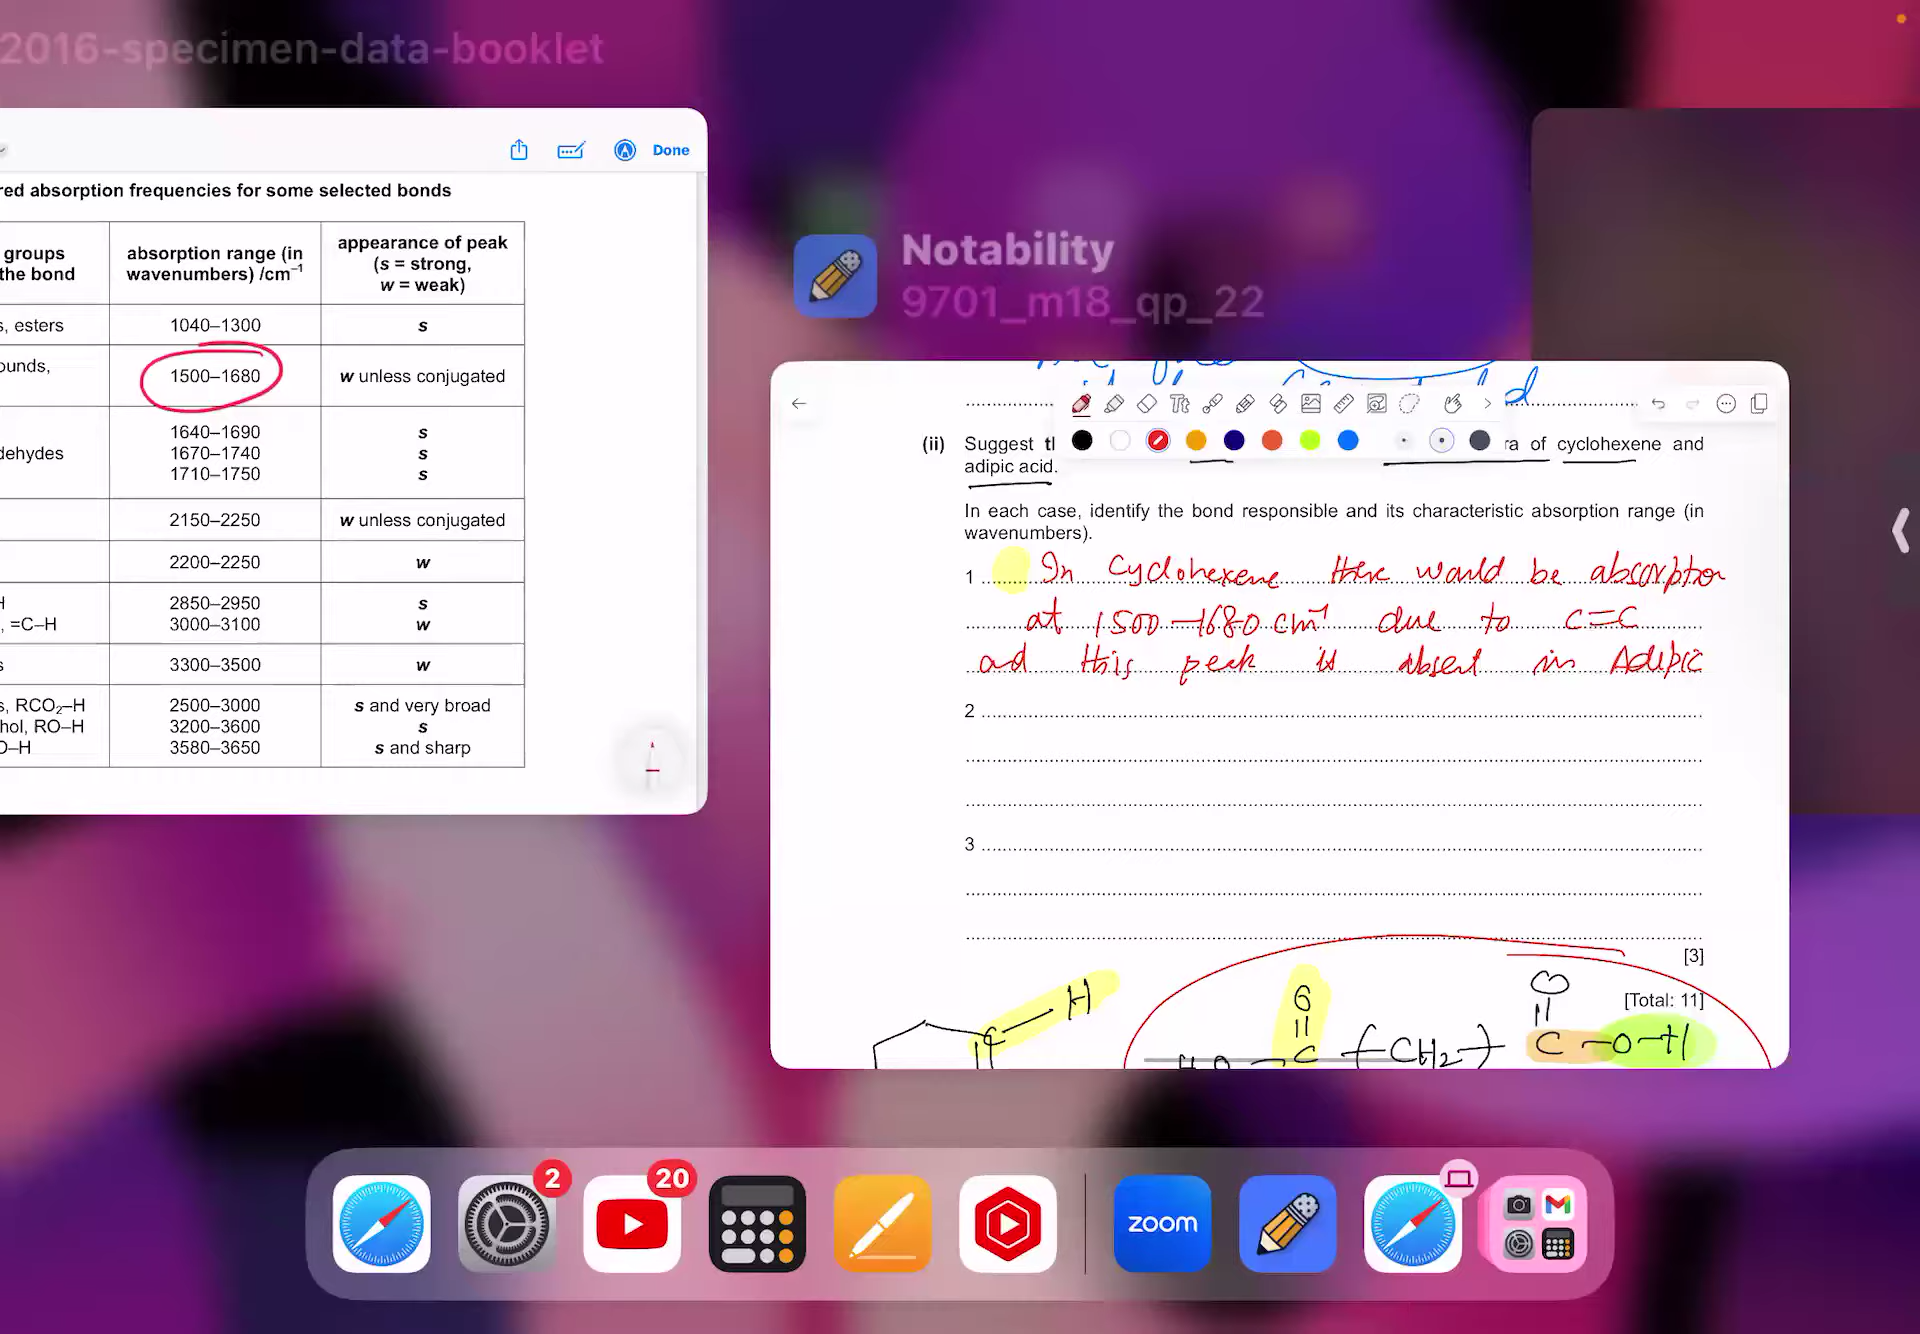 2016-specimen-data-booklet
Done
red absorption frequencies for some selected bonds
groups
the bond
absorption range (in
wavenumbers) /cm⁻¹
appearance of peak
(s = strong,
w = weak)
s, esters
1040–1300
s
ounds,
1500–1680
w unless conjugated
dehydes
1640–1690
s
1670–1740
s
1710–1750
s
2150–2250
w unless conjugated
2200–2250
w
H
2850–2950
s
, =C–H
3000–3100
w
s
3300–3500
w
s, RCO₂–H
2500–3000
s and very broad
hol, RO–H
3200–3600
s
O–H
3580–3650
s and sharp
Notability
9701_m18_qp_22
(ii) Suggest tl ra of cyclohexene and
adipic acid.
In each case, identify the bond responsible and its characteristic absorption range (in
wavenumbers).
1 In Cyclohexene there would be absorption
at 1500–1680 cm⁻¹ due to C=C
and this peak is absent in Adipic
2
3
[3]
[Total: 11]
H
C
O
C
(CH₂)
O
C–O–H
HO
2
20
zoom